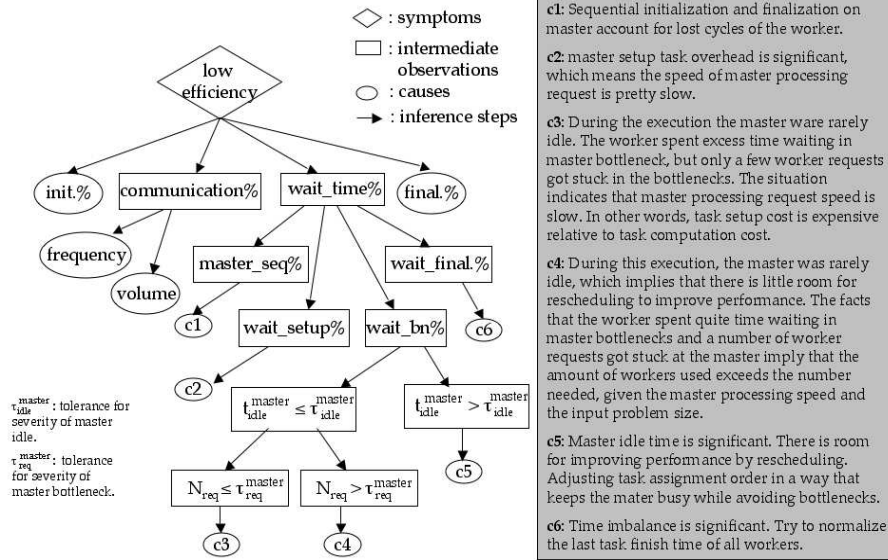 : symptoms
: intermediate
observations
: causes
: inference steps
low
efficiency
init.%
communication%
wait_time%
final.%
frequency
volume
master_seq%
wait_final.%
c1
wait_setup%
wait_bn%
c6
c2
t_idle^master ≤ τ_idle^master
t_idle^master > τ_idle^master
c5
N_req ≤ τ_req^master
N_req > τ_req^master
c3
c4
τ_idle^master : tolerance for
severity of master
idle.
τ_req^master : tolerance
for severity of
master bottleneck.
c1: Sequential initialization and finalization on
master account for lost cycles of the worker.
c2: master setup task overhead is significant,
which means the speed of master processing
request is pretty slow.
c3: During the execution the master ware rarely
idle. The worker spent excess time waiting in
master bottleneck, but only a few worker requests
got stuck in the bottlenecks. The situation
indicates that master processing request speed is
slow. In other words, task setup cost is expensive
relative to task computation cost.
c4: During this execution, the master was rarely
idle, which implies that there is little room for
rescheduling to improve performance. The facts
that the worker spent quite time waiting in
master bottlenecks and a number of worker
requests got stuck at the master imply that the
amount of workers used exceeds the number
needed, given the master processing speed and
the input problem size.
c5: Master idle time is significant. There is room
for improving performance by rescheduling.
Adjusting task assignment order in a way that
keeps the mater busy while avoiding bottlenecks.
c6: Time imbalance is significant. Try to normalize
the last task finish time of all workers.